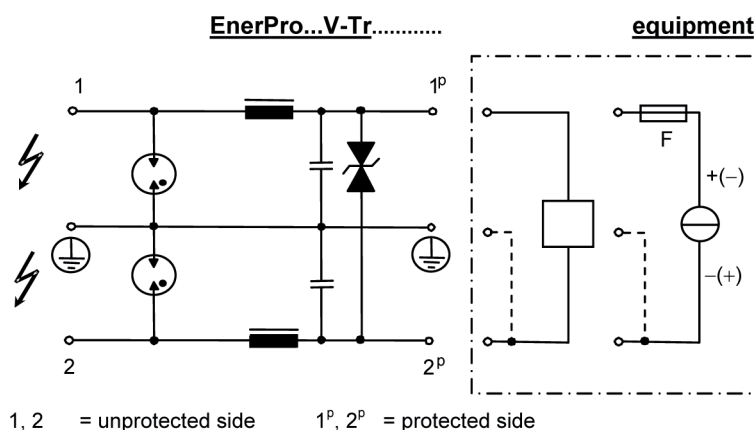 EnerPro...V-Tr............ equipment
1 1ᵖ
F
+(−)
−(+)
2 2ᵖ
1, 2 = unprotected side 1ᵖ, 2ᵖ = protected side